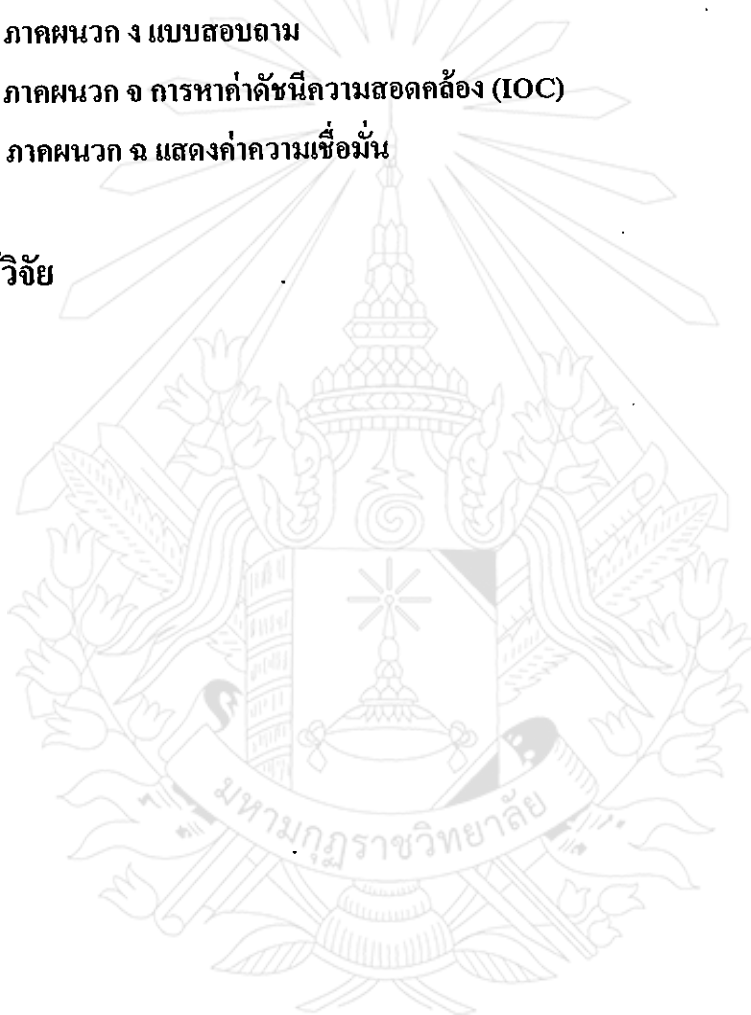 ภาคผนวก ง แบบสอบถาม
ภาคผนวก จ การหาค่าดัชนีความสอดคล้อง (IOC)
ภาคผนวก ฉ แสดงค่าความเชื่อมั่น
วิจัย
มหามกุฏราชวิทยาลัย